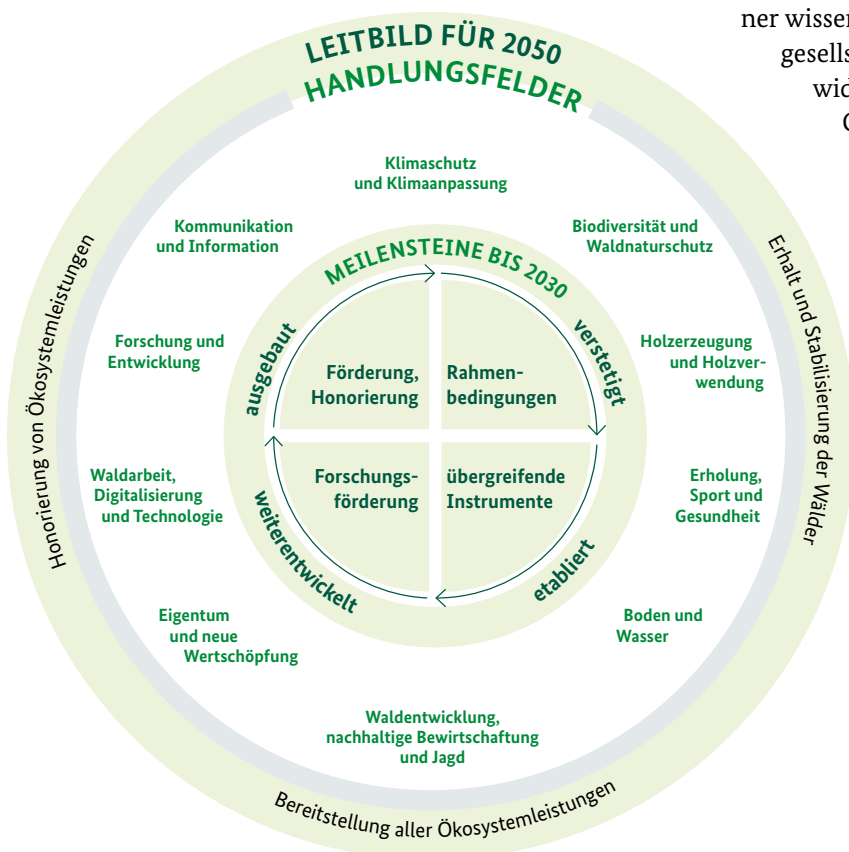 ner wissen
gesells
wid
LEITBILD FÜR 2050
HANDLUNGSFELDER
Klimaschutz
und Klimaanpassung
Biodiversität und
Waldnaturschutz
Holzerzeugung
und Holzver-
wendung
Erholung,
Sport und
Gesundheit
Boden und
Wasser
Waldentwicklung,
nachhaltige Bewirtschaftung
und Jagd
Eigentum
und neue
Wertschöpfung
Waldarbeit,
Digitalisierung
und Technologie
Forschung und
Entwicklung
Kommunikation
und Information
MEILENSTEINE BIS 2030
verstetigt
etabliert
weiterentwickelt
ausgebaut
Förderung,
Honorierung
Rahmen-
bedingungen
Forschungs-
förderung
übergreifende
Instrumente
Erhalt und Stabilisierung der Wälder
Bereitstellung aller Ökosystemleistungen
Honorierung von Ökosystemleistungen